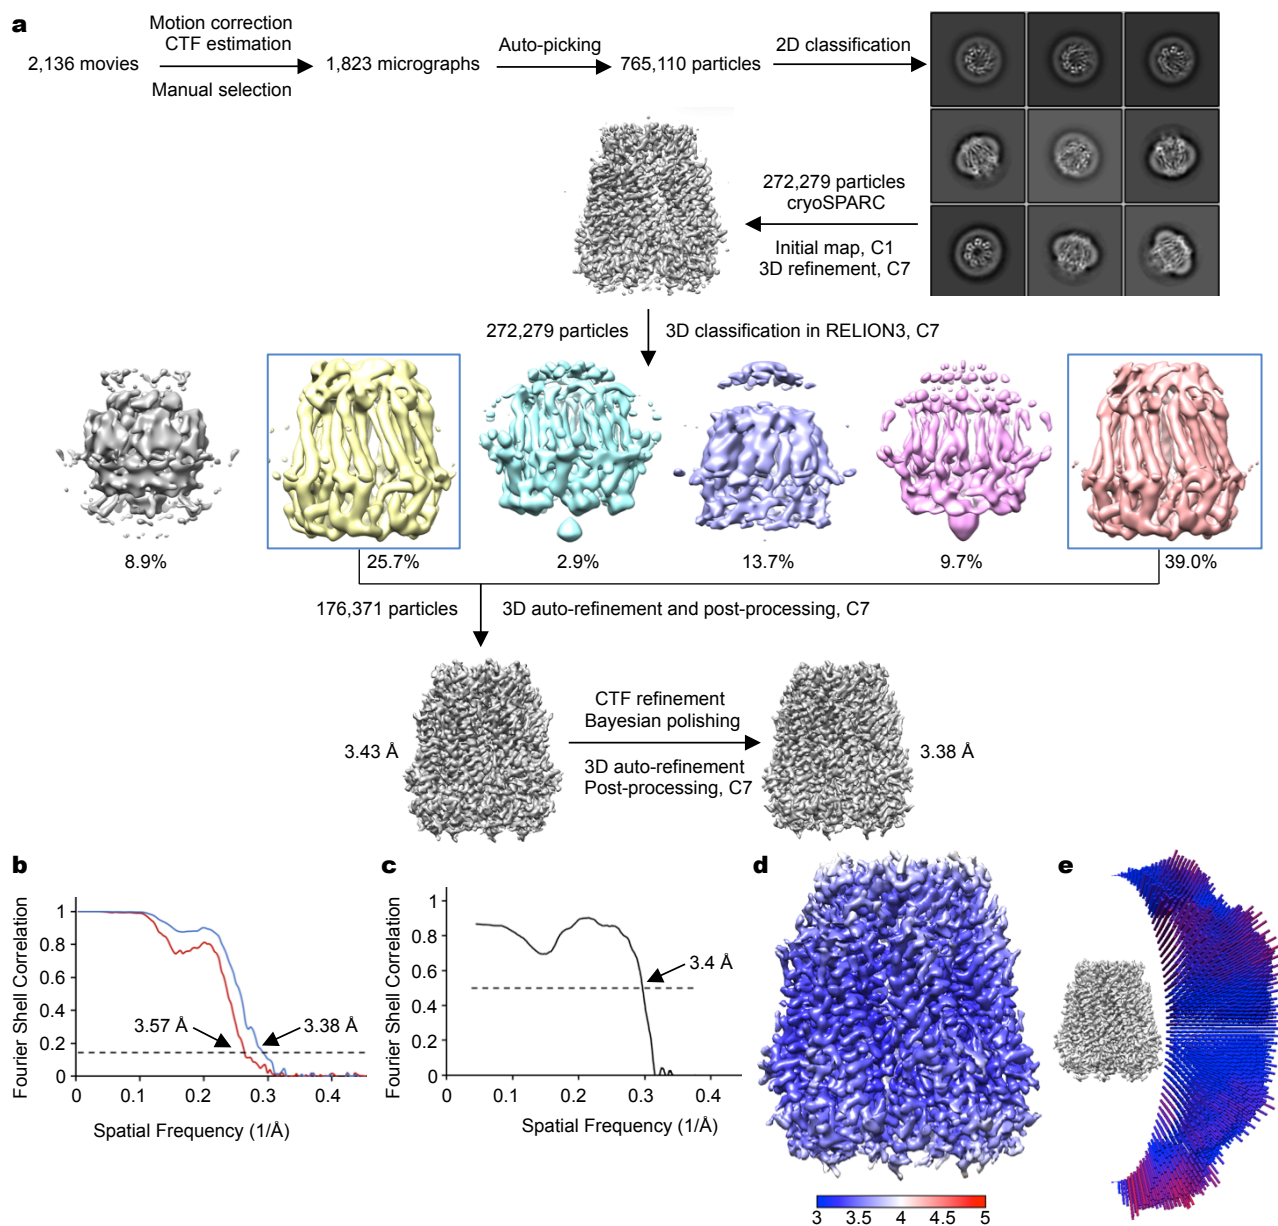 a
Motion correction
CTF estimation
Manual selection
2,136 movies
1,823 micrographs
Auto-picking
765,110 particles
2D classification
272,279 particles
cryoSPARC
Initial map, C1
3D refinement, C7
272,279 particles
3D classification in RELION3, C7
8.9%
25.7%
2.9%
13.7%
9.7%
39.0%
176,371 particles
3D auto-refinement and post-processing, C7
3.43 Å
CTF refinement
Bayesian polishing
3D auto-refinement
Post-processing, C7
3.38 Å
b
Fourier Shell Correlation
1
0.8
0.6
0.4
0.2
0
3.57 Å
3.38 Å
0
0.1
0.2
0.3
0.4
Spatial Frequency (1/Å)
c
Fourier Shell Correlation
1
0.8
0.6
0.4
0.2
0
3.4 Å
0
0.1
0.2
0.3
0.4
Spatial Frequency (1/Å)
d
3
3.5
4
4.5
5
e